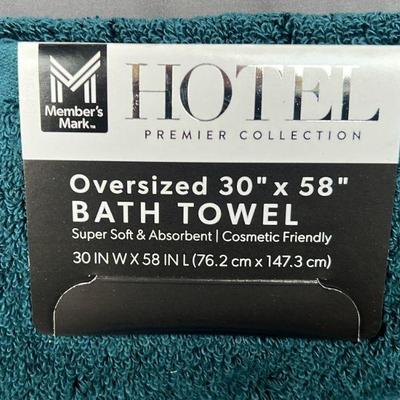 Member's
Mark™
HOTEL
PREMIER COLLECTION
Oversized 30" x 58"
BATH TOWEL
Super Soft & Absorbent | Cosmetic Friendly
30 IN W X 58 IN L (76.2 cm x 147.3 cm)